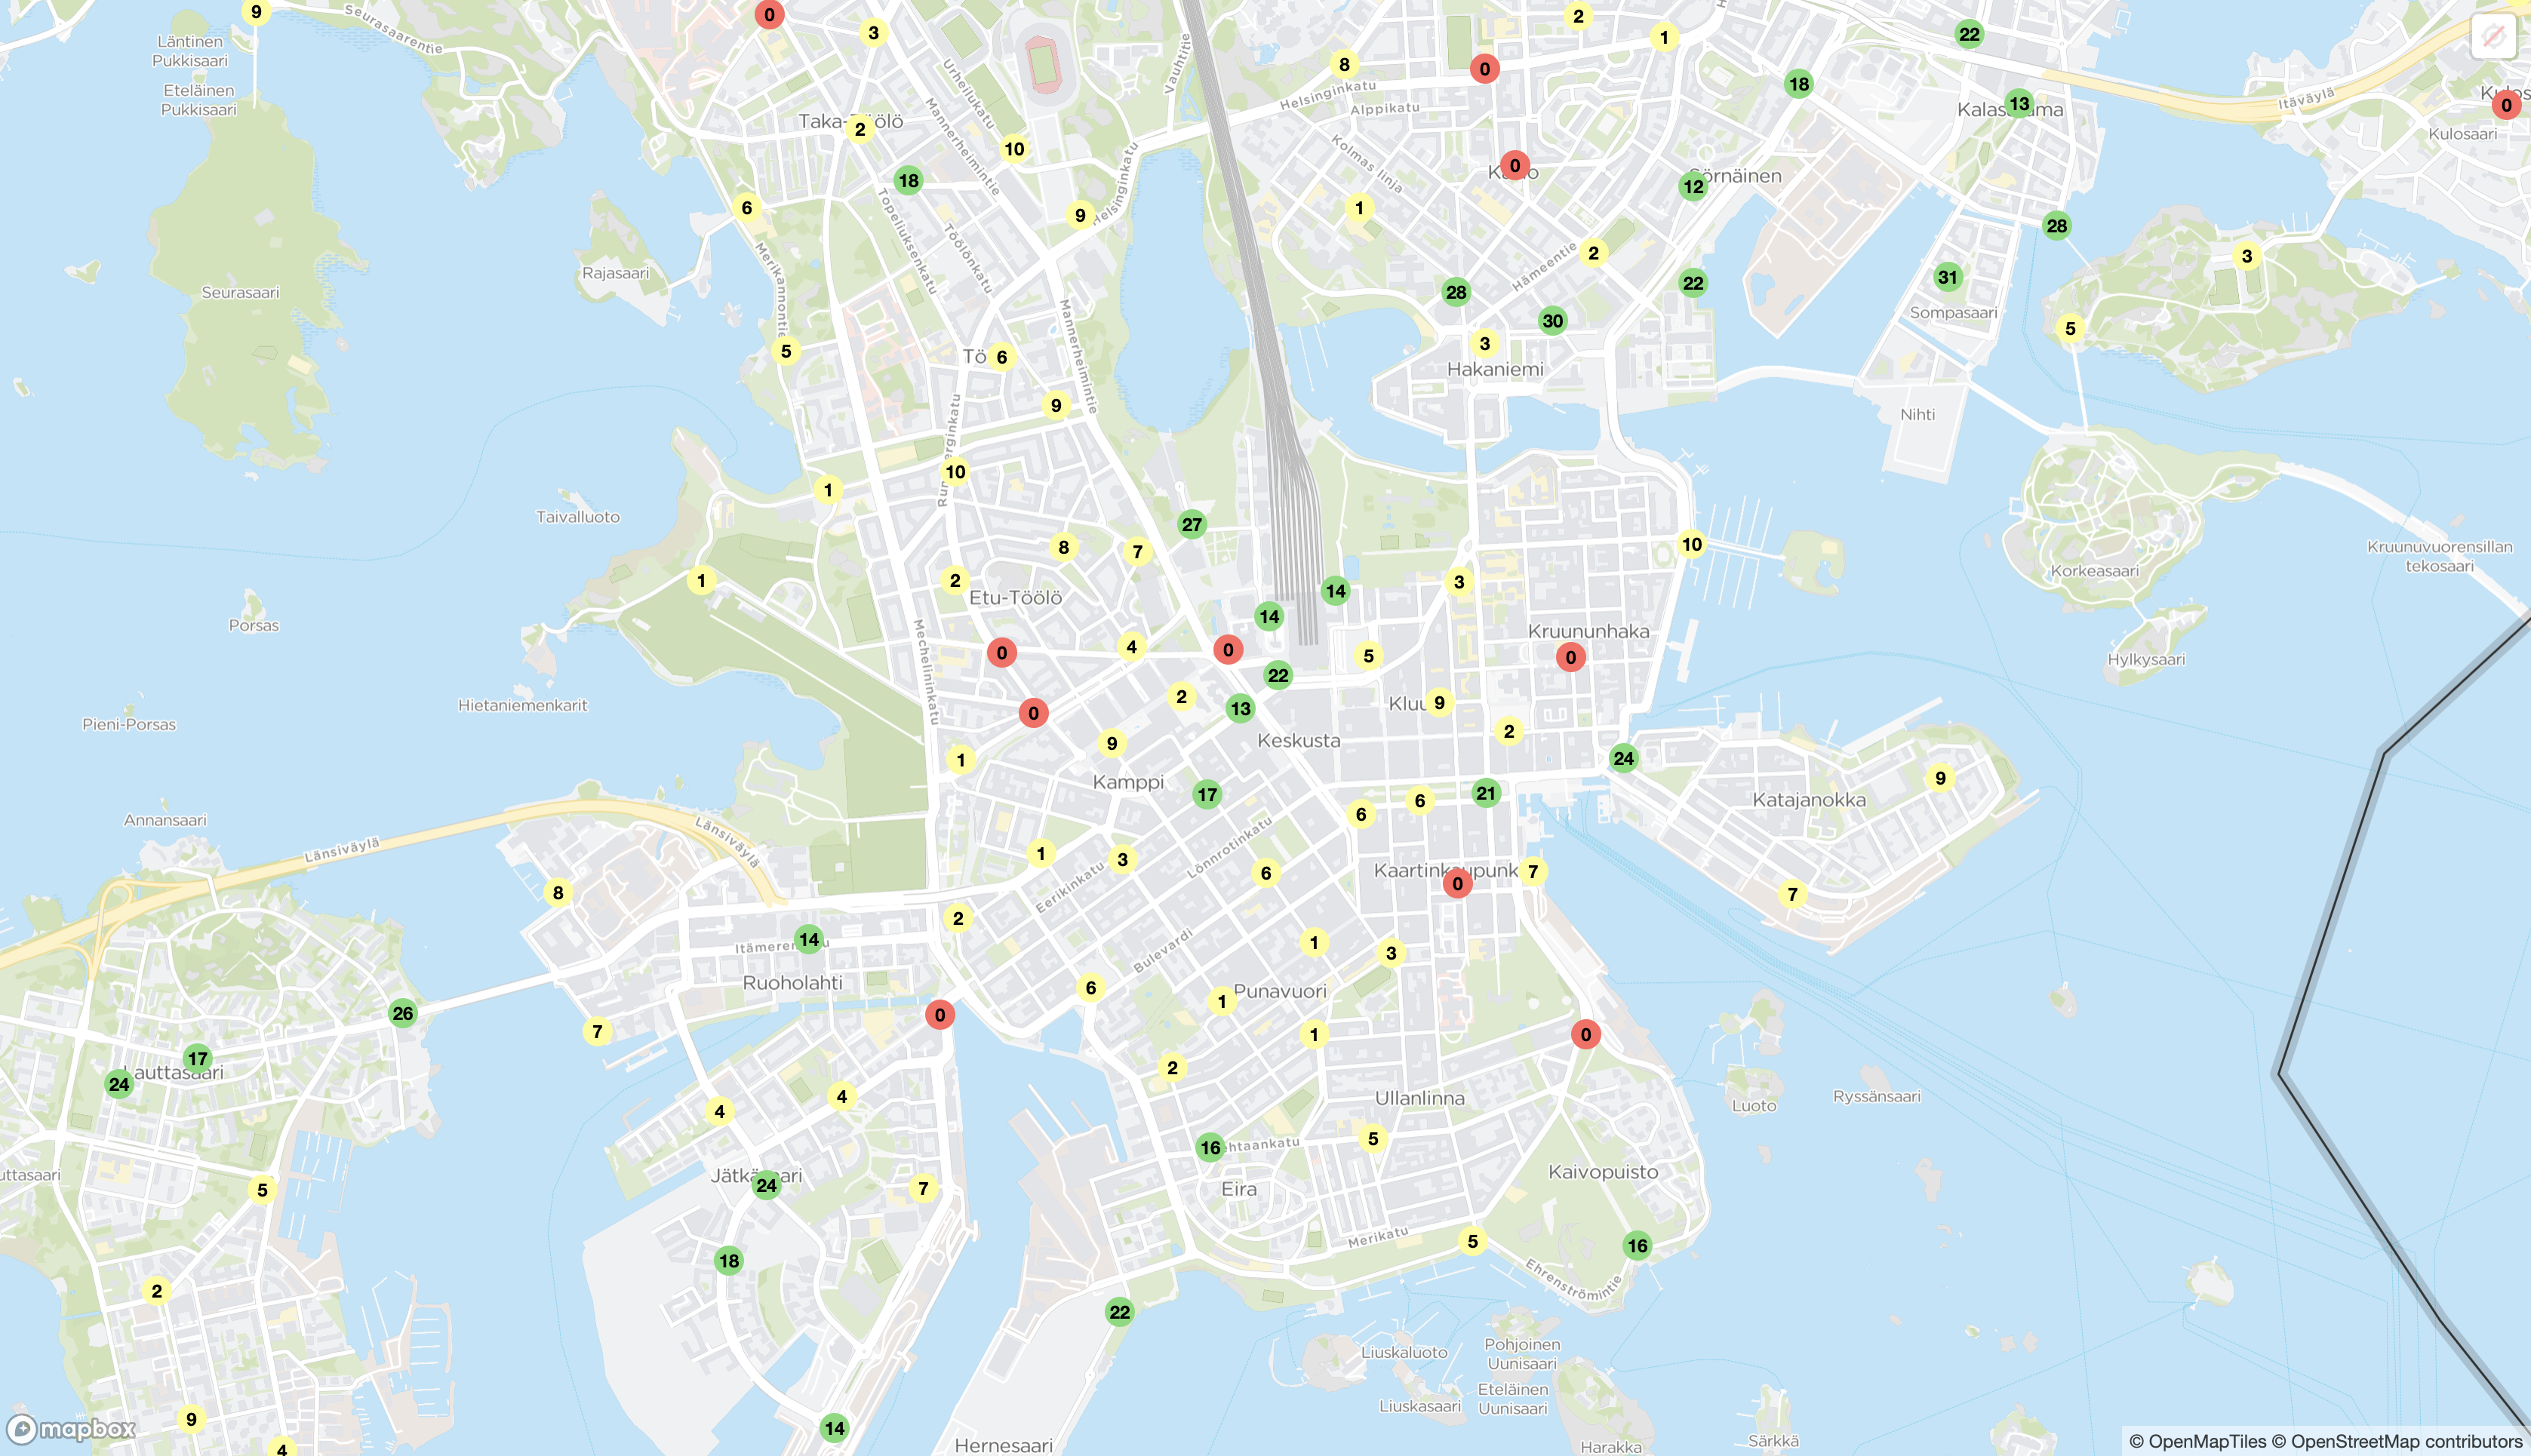 9
Seurasaarentie
0
3
2
22
1
Läntinen
Pukkisaari
8
0
Vauhtitie
Urheilukatu
Eteläinen
Pukkisaari
Helsinginkatu
Alppikatu
18
13
Itäväylä
0
Kulosaari
Taka-Töölö
2
Mannerheimintie
10
Kolmas linja
Kallio
0
Sörnäinen
12
18
Topeliuksenkatu
Töölönkatu
6
9
Helsinginkatu
1
28
Merikannontie
Rajasaari
Hämeentie
2
3
Seurasaari
28
22
31
Sompasaari
Mannerheimintie
30
5
5
6
3
Hakaniemi
9
Nihti
Runeberginkatu
10
1
Taivalluoto
27
8
7
10
Kruunuvuorensillan
tekosaari
Korkeasaari
1
2
Etu-Töölö
3
14
14
Porsas
Kruununhaka
Mechelininkatu
4
0
0
5
0
Hylkysaari
22
Hietaniemenkarit
Pieni-Porsas
2
13
9
0
Keskusta
2
9
1
24
Kamppi
9
17
21
Katajanokka
6
6
Annansaari
Länsiväylä
Länsiväylä
Lönnrotinkatu
1
3
6
7
Eerikinkatu
0
8
7
2
14
Bulevardi
1
3
Ruoholahti
6
Punavuori
1
26
0
7
1
0
17
2
Lauttasaari
24
4
Ullanlinna
4
Luoto
Ryssänsaari
5
16
Kaivopuisto
Jätkäsaari
24
7
Eira
5
Merikatu
5
16
18
Ehrenströmintie
2
22
Liuskaluoto
Pohjoinen
Uunisaari
Eteläinen
Uunisaari
Liuskasaari
9
mapbox
14
4
Hernesaari
Harakka
Särkkä
© OpenMapTiles © OpenStreetMap contributors